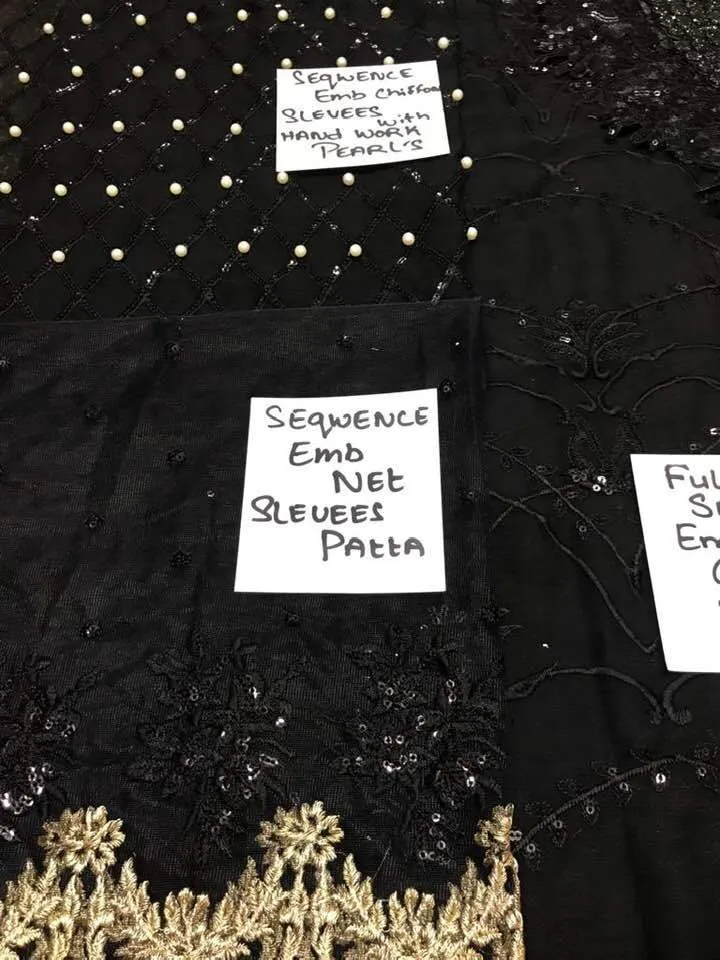 SEQWENCE
Emb Chiffon
SLEVEES with
HAND WORK
PEARL'S
SEQWENCE
Emb
NEt
SLEVEES
PAttA